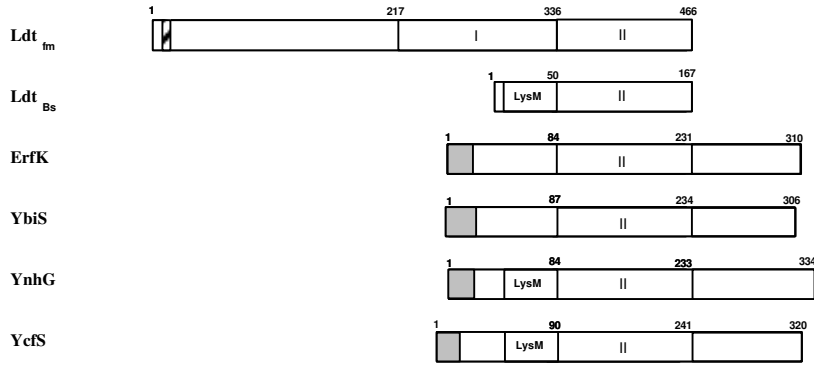 1 217 336 466
Ldt fm I II
1 50 167
Ldt Bs LysM II
1 84 231 310
ErfK II
1 87 234 306
YbiS II
1 84 233 334
YnhG LysM II
1 90 241 320
YcfS LysM II